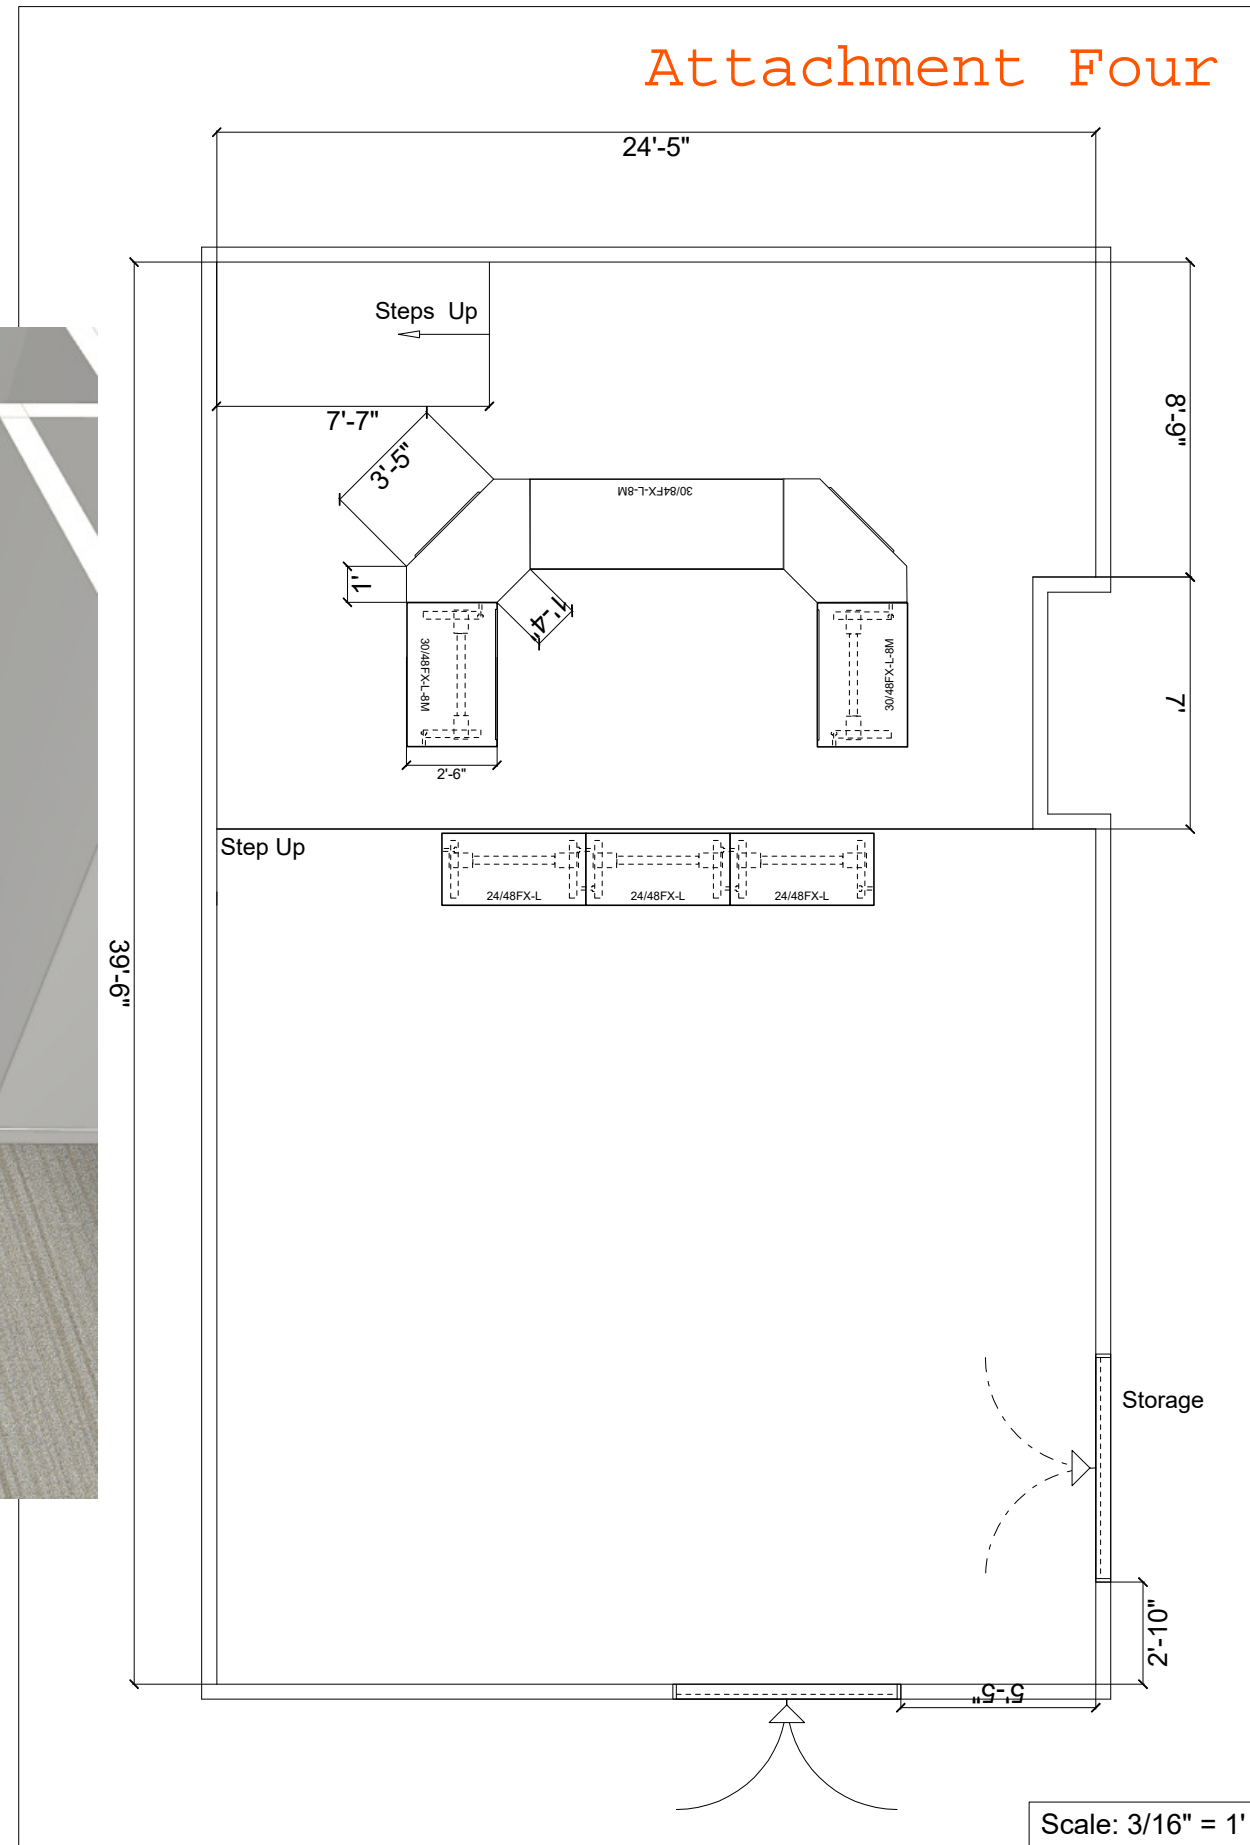 Attachment Four
24'-5"
Steps Up
7'-7"
3'-5"
8'-9"
30/84FX-L-8M
1'
1'-4"
30/48FX-L-8M
30/48FX-L-8M
7'
2'-6"
Step Up
24/48FX-L
24/48FX-L
24/48FX-L
39'-6"
Storage
2'-10"
5'-5"
Scale: 3/16" = 1'